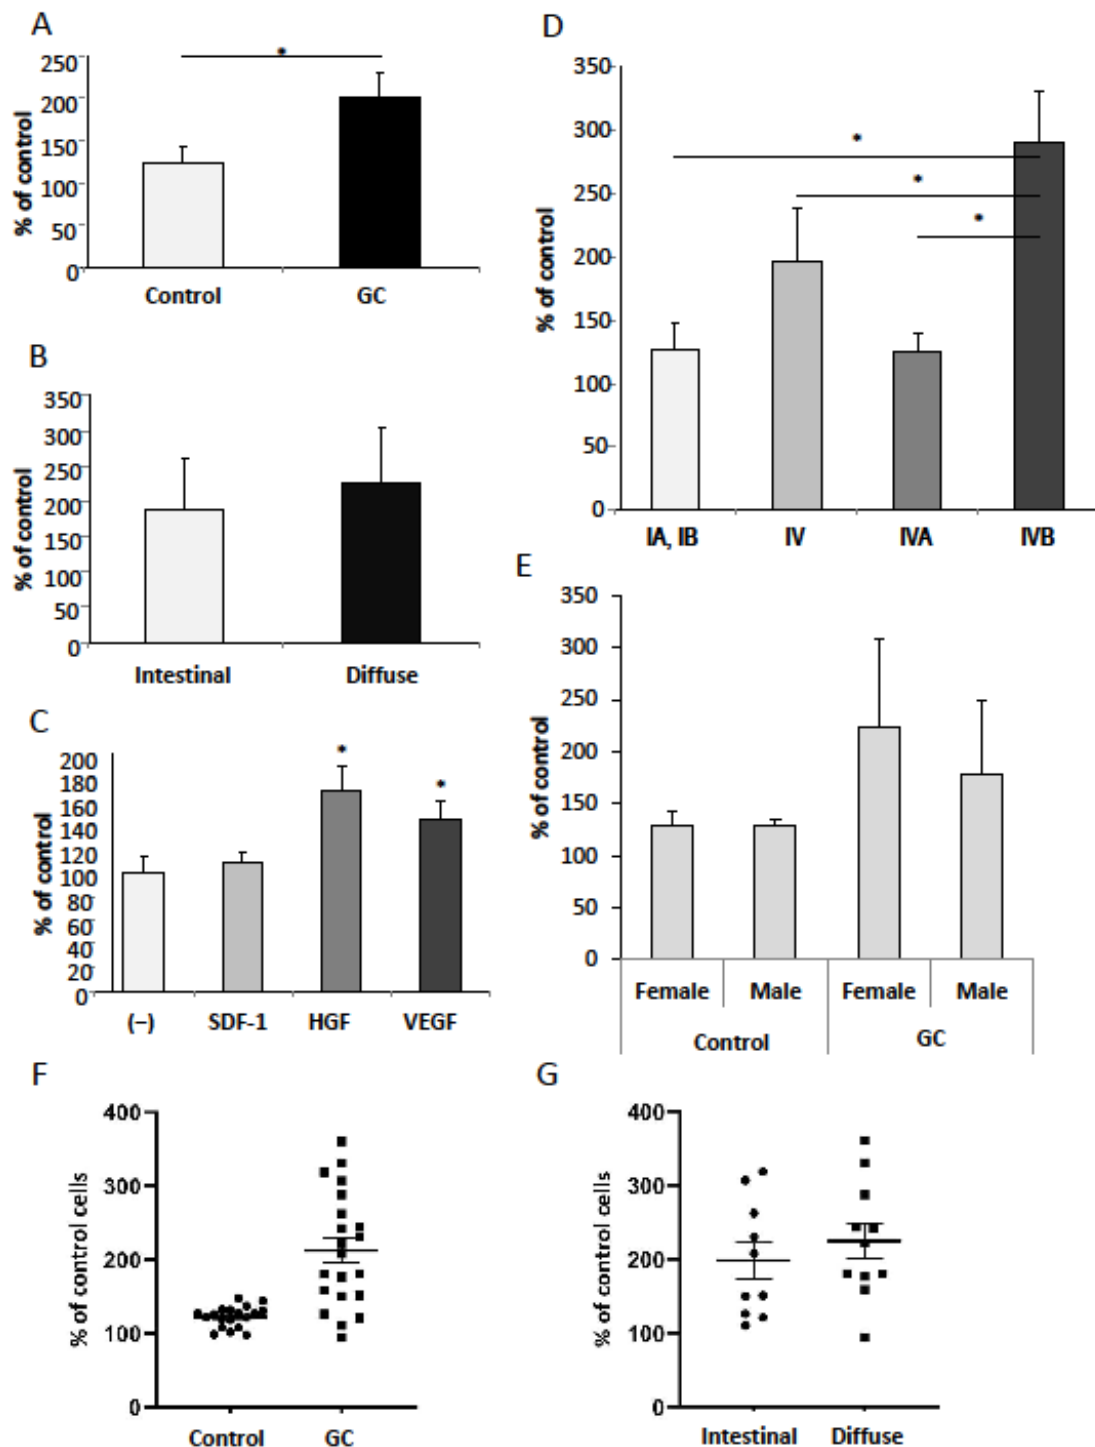 A
% of control
250
200
150
100
50
0
*
Control GC
B
% of control
350
300
250
200
150
100
50
0
Intestinal Diffuse
C
% of control
200
180
160
140
120
100
80
60
40
20
0
* *
(−) SDF-1 HGF VEGF
D
% of control
350
300
250
200
150
100
50
0
*
*
*
IA, IB IV IVA IVB
E
% of control
350
300
250
200
150
100
50
0
Female Male Female Male
Control GC
F
% of control cells
400
300
200
100
0
Control GC
G
% of control cells
400
300
200
100
0
Intestinal Diffuse